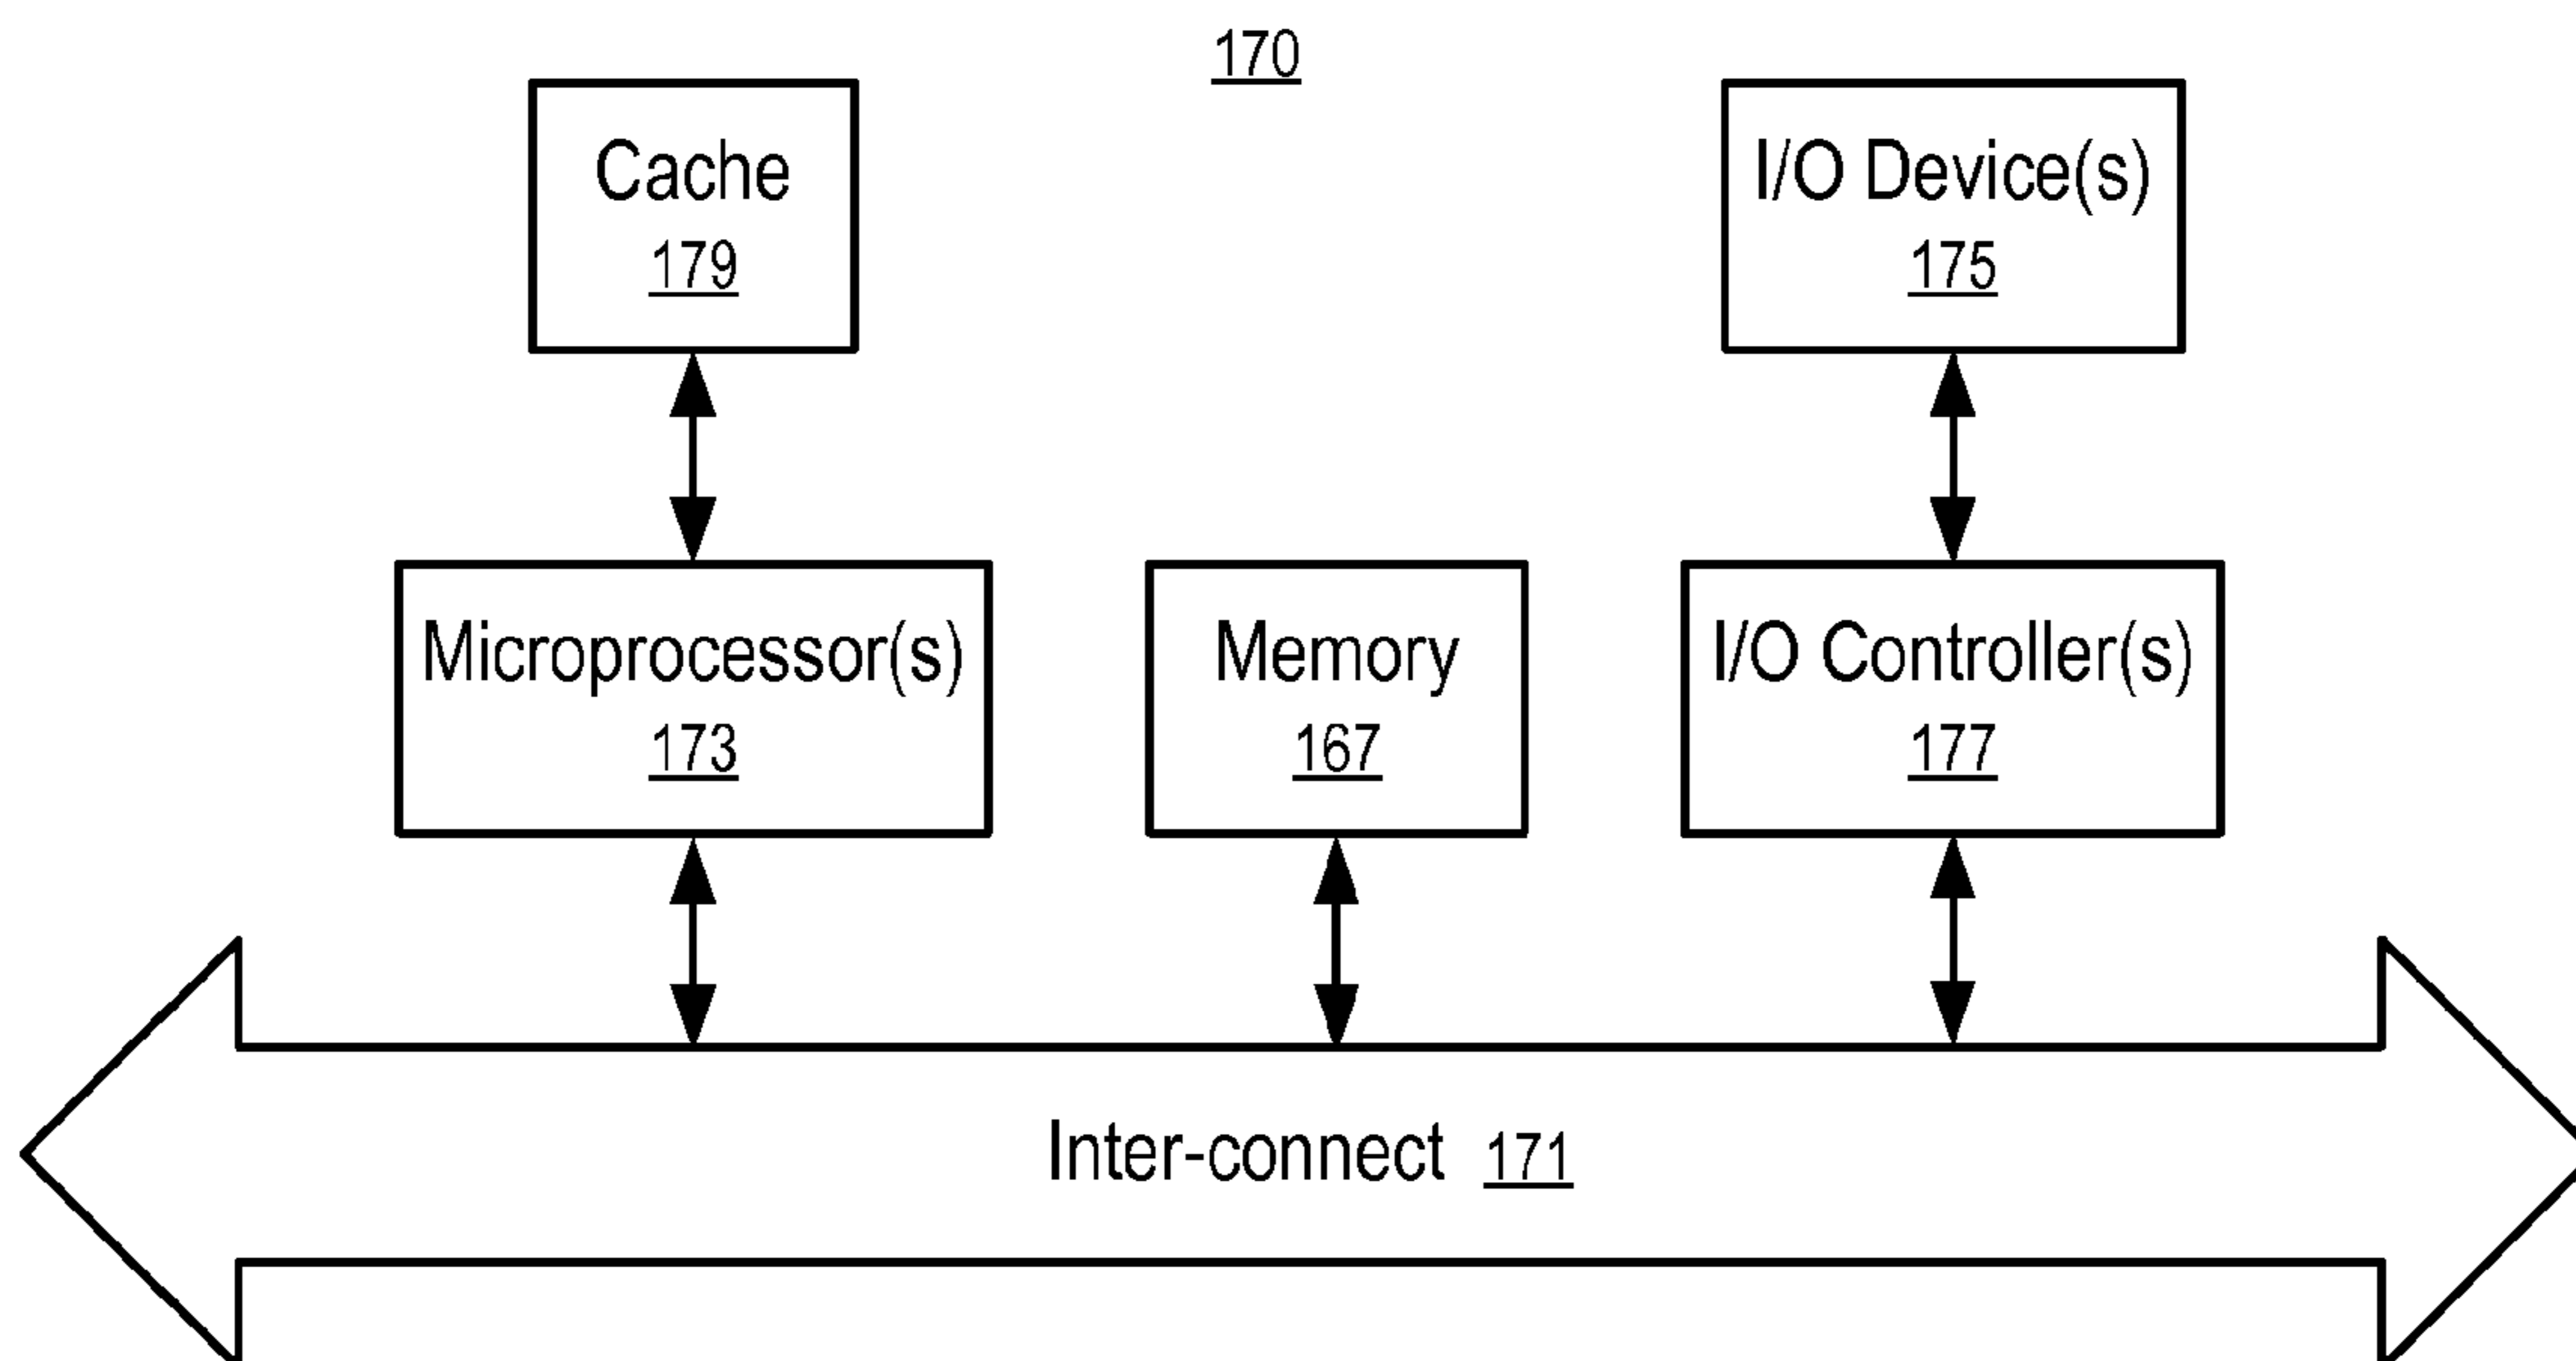 170
Cache
179
I/O Device(s)
175
Microprocessor(s)
173
Memory
167
I/O Controller(s)
177
Inter-connect 171